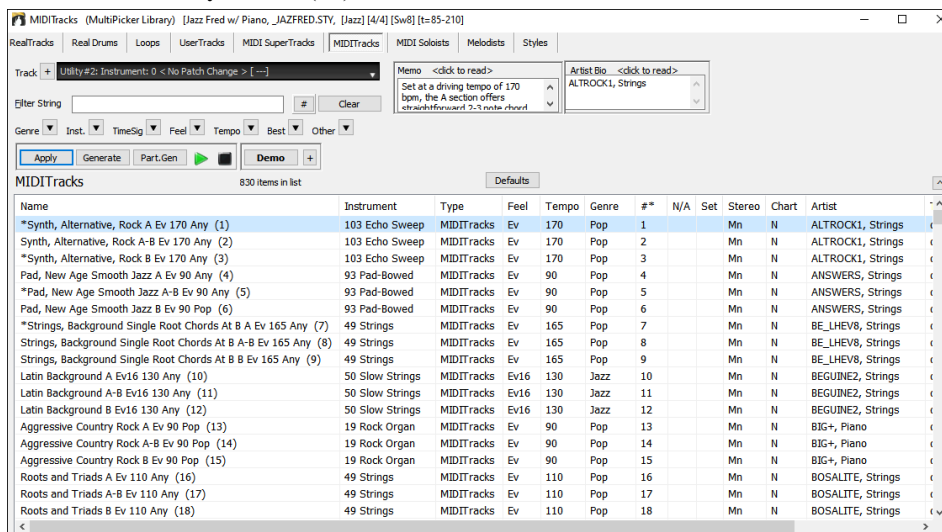 MIDITracks (MultiPicker Library) [Jazz Fred w/ Piano, _JAZFRED.STY, [Jazz] [4/4] [Sw8] [t=85-210]
RealTracks Real Drums Loops UserTracks MIDI SuperTracks MIDITracks MIDI Soloists Melodists Styles
Track + Utility#2: Instrument: 0 < No Patch Change > [ ---]
Memo <click to read>
Set at a driving tempo of 170
bpm, the A section offers
straightforward 2-3 note chord
Artist Bio <click to read>
ALTROCK1, Strings
Filter String # Clear
Genre Inst. TimeSig Feel Tempo Best Other
Apply Generate Part.Gen Demo +
MIDITracks 830 items in list Defaults
Name Instrument Type Feel Tempo Genre #* N/A Set Stereo Chart Artist
*Synth, Alternative, Rock A Ev 170 Any (1) 103 Echo Sweep MIDITracks Ev 170 Pop 1 Mn N ALTROCK1, Strings
Synth, Alternative, Rock A-B Ev 170 Any (2) 103 Echo Sweep MIDITracks Ev 170 Pop 2 Mn N ALTROCK1, Strings
*Synth, Alternative, Rock B Ev 170 Any (3) 103 Echo Sweep MIDITracks Ev 170 Pop 3 Mn N ALTROCK1, Strings
Pad, New Age Smooth Jazz A Ev 90 Any (4) 93 Pad-Bowed MIDITracks Ev 90 Pop 4 Mn N ANSWERS, Strings
*Pad, New Age Smooth Jazz A-B Ev 90 Any (5) 93 Pad-Bowed MIDITracks Ev 90 Pop 5 Mn N ANSWERS, Strings
Pad, New Age Smooth Jazz B Ev 90 Pop (6) 93 Pad-Bowed MIDITracks Ev 90 Pop 6 Mn N ANSWERS, Strings
*Strings, Background Single Root Chords At B A Ev 165 Any (7) 49 Strings MIDITracks Ev 165 Pop 7 Mn N BE_LHEV8, Strings
Strings, Background Single Root Chords At B A-B Ev 165 Any (8) 49 Strings MIDITracks Ev 165 Pop 8 Mn N BE_LHEV8, Strings
Strings, Background Single Root Chords At B B Ev 165 Any (9) 49 Strings MIDITracks Ev 165 Pop 9 Mn N BE_LHEV8, Strings
Latin Background A Ev16 130 Any (10) 50 Slow Strings MIDITracks Ev16 130 Jazz 10 Mn N BEGUINE2, Strings
Latin Background A-B Ev16 130 Any (11) 50 Slow Strings MIDITracks Ev16 130 Jazz 11 Mn N BEGUINE2, Strings
Latin Background B Ev16 130 Any (12) 50 Slow Strings MIDITracks Ev16 130 Jazz 12 Mn N BEGUINE2, Strings
Aggressive Country Rock A Ev 90 Pop (13) 19 Rock Organ MIDITracks Ev 90 Pop 13 Mn N BIG+, Piano
Aggressive Country Rock A-B Ev 90 Pop (14) 19 Rock Organ MIDITracks Ev 90 Pop 14 Mn N BIG+, Piano
Aggressive Country Rock B Ev 90 Pop (15) 19 Rock Organ MIDITracks Ev 90 Pop 15 Mn N BIG+, Piano
Roots and Triads A Ev 110 Any (16) 49 Strings MIDITracks Ev 110 Pop 16 Mn N BOSALITE, Strings
Roots and Triads A-B Ev 110 Any (17) 49 Strings MIDITracks Ev 110 Pop 17 Mn N BOSALITE, Strings
Roots and Triads B Ev 110 Any (18) 49 Strings MIDITracks Ev 110 Pop 18 Mn N BOSALITE, Strings